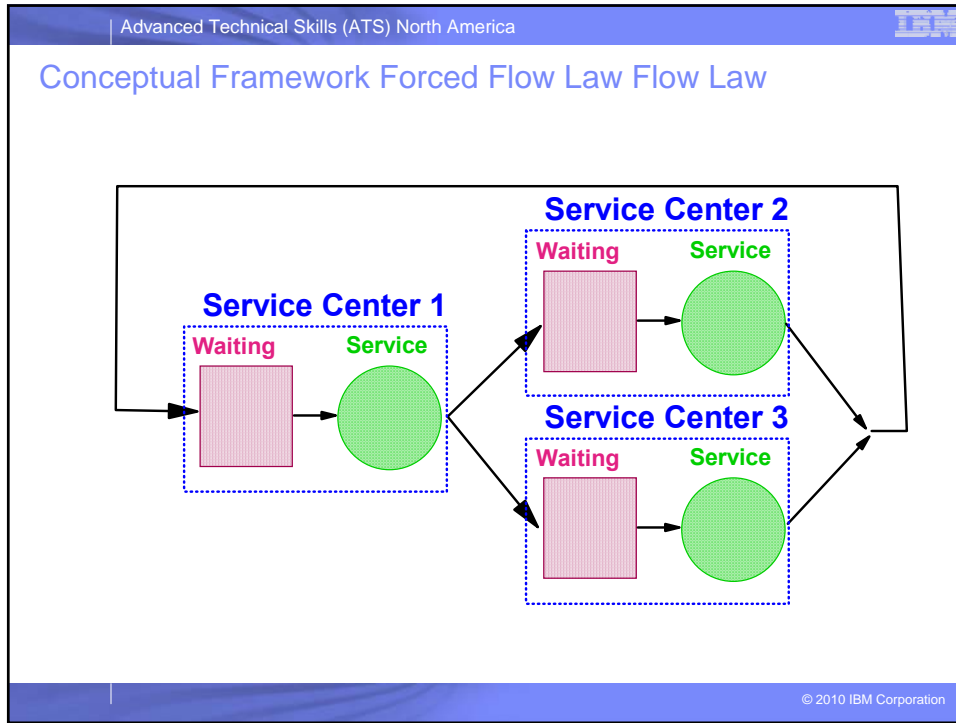 Advanced Technical Skills (ATS) North America
IBM
Conceptual Framework Forced Flow Law Flow Law
Service Center 1
Waiting
Service
Service Center 2
Waiting
Service
Service Center 3
Waiting
Service
© 2010 IBM Corporation